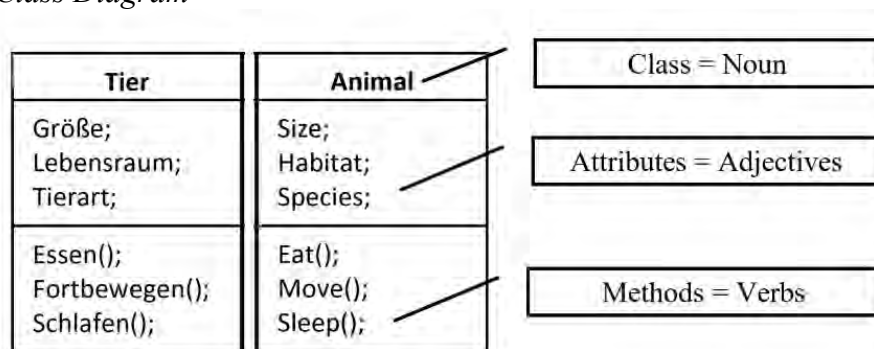 Class Diagram
Tier
Größe;
Lebensraum;
Tierart;
Essen();
Fortbewegen();
Schlafen();
Animal
Size;
Habitat;
Species;
Eat();
Move();
Sleep();
Class = Noun
Attributes = Adjectives
Methods = Verbs